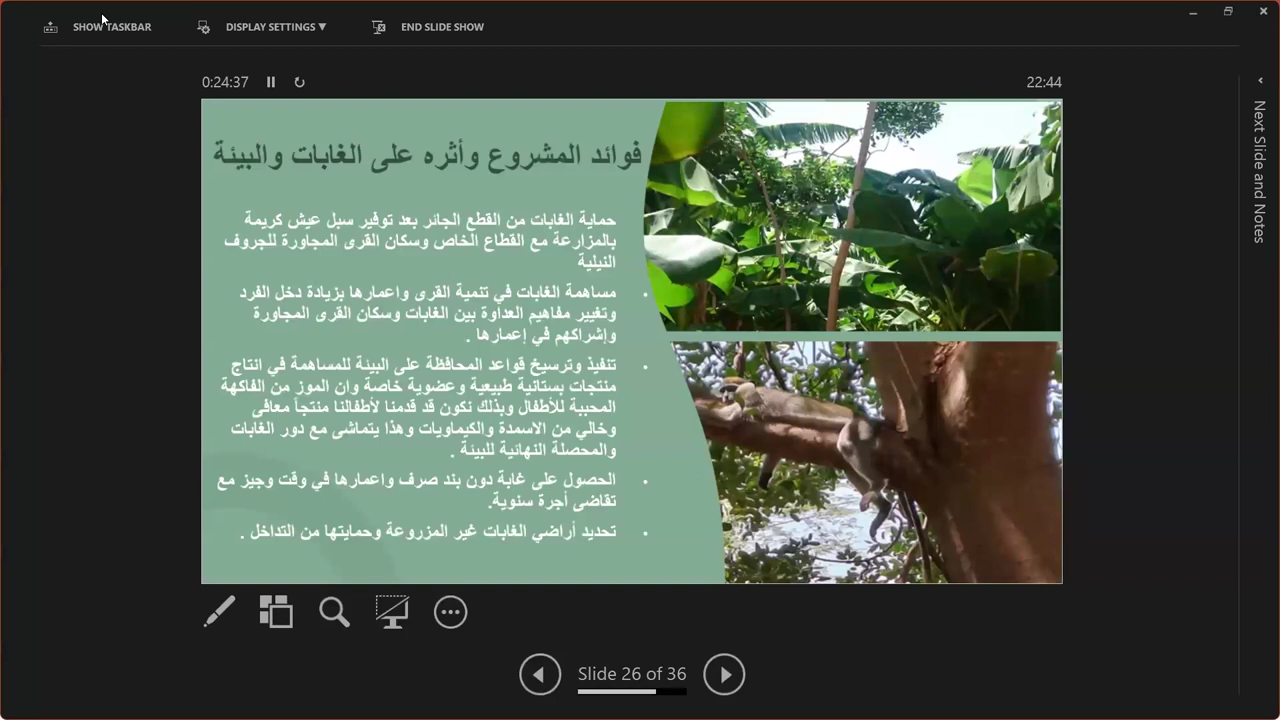 SHOW TASKBAR
DISPLAY SETTINGS ▼
END SLIDE SHOW
0:24:37
22:44
فوائد المشروع وأثره على الغابات والبيئة
حماية الغابات من القطع الجائر بعد توفير سبل عيش كريمة
بالمزارعة مع القطاع الخاص وسكان القرى المجاورة للجروف
النيلية
• مساهمة الغابات في تنمية القرى واعمارها بزيادة دخل الفرد
وتغيير مفاهيم العداوة بين الغابات وسكان القرى المجاورة
وإشراكهم في إعمارها .
• تنفيذ وترسيخ قواعد المحافظة على البيئة للمساهمة في انتاج
منتجات بستانية طبيعية وعضوية خاصة وان الموز من الفاكهة
المحببة للأطفال وبذلك نكون قد قدمنا لأطفالنا منتجاً معافى
وخالي من الاسمدة والكيماويات وهذا يتماشى مع دور الغابات
والمحصلة النهائية للبيئة .
• الحصول على غابة دون بند صرف واعمارها في وقت وجيز مع
تقاضى أجرة سنوية.
• تحديد أراضي الغابات غير المزروعة وحمايتها من التداخل .
Slide 26 of 36
Next Slide and Notes